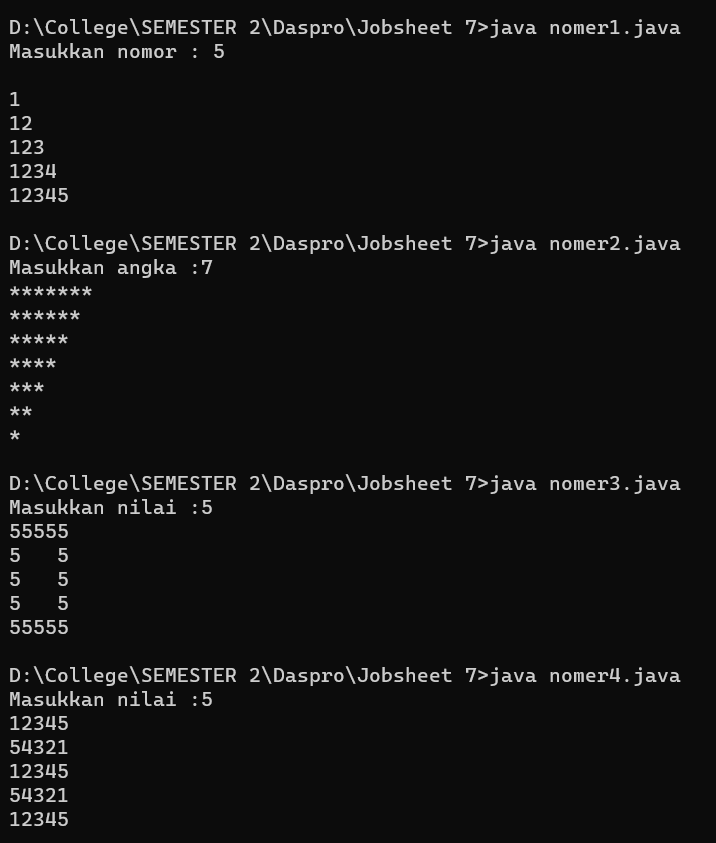 D:\College\SEMESTER 2\Daspro\Jobsheet 7>java nomer1.java
Masukkan nomor : 5
1
12
123
1234
12345
D:\College\SEMESTER 2\Daspro\Jobsheet 7>java nomer2.java
Masukkan angka :7
*******
******
*****
****
***
**
*
D:\College\SEMESTER 2\Daspro\Jobsheet 7>java nomer3.java
Masukkan nilai :5
55555
5   5
5   5
5   5
55555
D:\College\SEMESTER 2\Daspro\Jobsheet 7>java nomer4.java
Masukkan nilai :5
12345
54321
12345
54321
12345